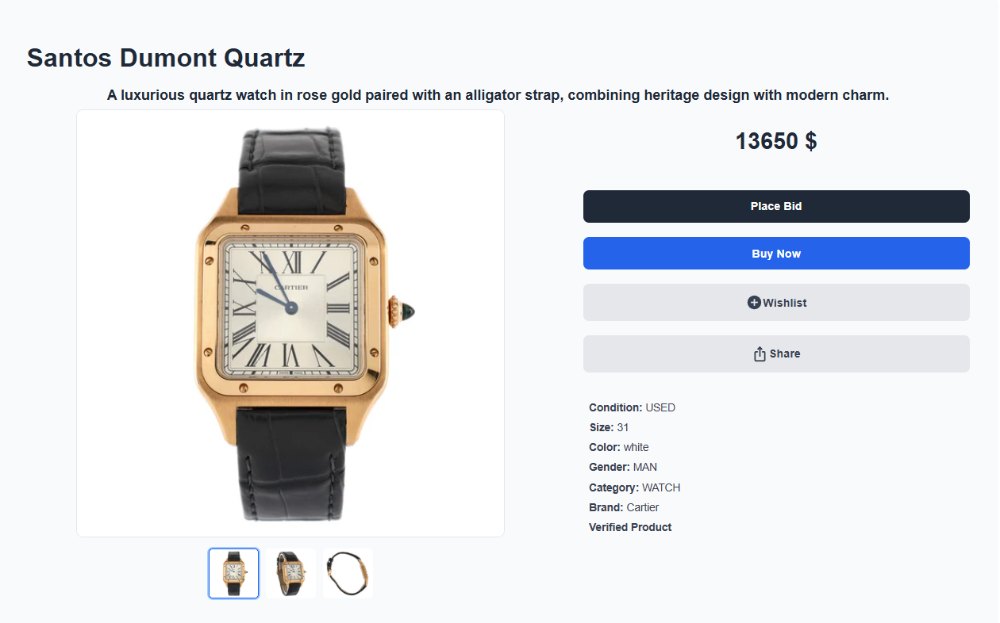 Santos Dumont Quartz
A luxurious quartz watch in rose gold paired with an alligator strap, combining heritage design with modern charm.
13650 $
XII
CARTIER
Place Bid
Buy Now
Wishlist
Share
Condition: USED
Size: 31
Color: white
Gender: MAN
Category: WATCH
Brand: Cartier
Verified Product